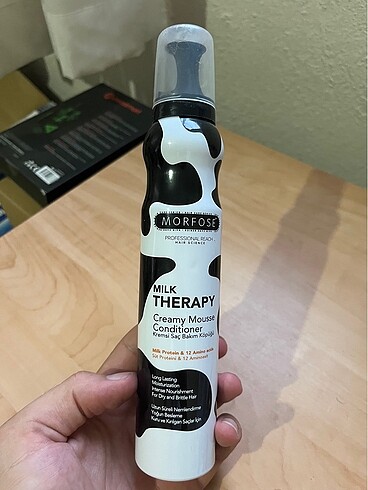 MORFOSE
PROFESSIONAL REACH
HAIR SCIENCE
MILK
THERAPY
Creamy Mousse
Conditioner
Kremsi Saç Bakım Köpüğü
Milk Protein & 12 Amino acids
Süt Proteini & 12 Aminoasit
Long Lasting
Moisturization
Intense Nourishment
For Dry and Brittle Hair
Uzun Süreli Nemlendirme
Yoğun Besleme
Kuru ve Kırılgan Saçlar İçin